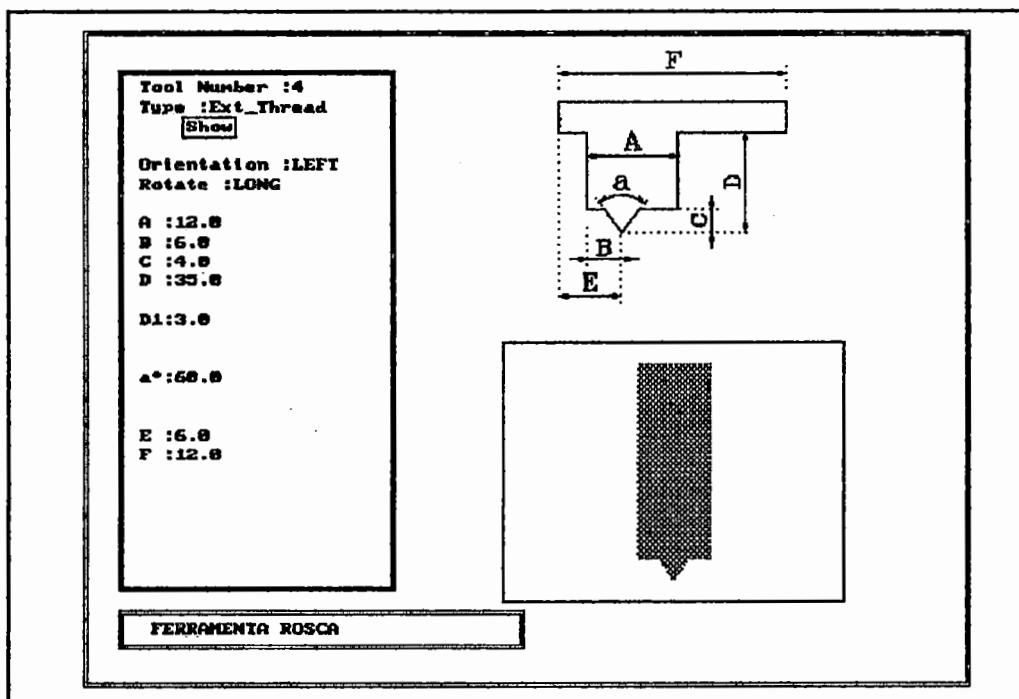 Tool Number :4
Type :Ext_Thread
Show
Orientation :LEFT
Rotate :LONG
A :12.0
B :6.0
C :4.0
D :35.0
D1:3.0
a°:60.0
E :6.0
F :12.0
FERRAMENTA ROSCA
F
A
a
D
C
B
E